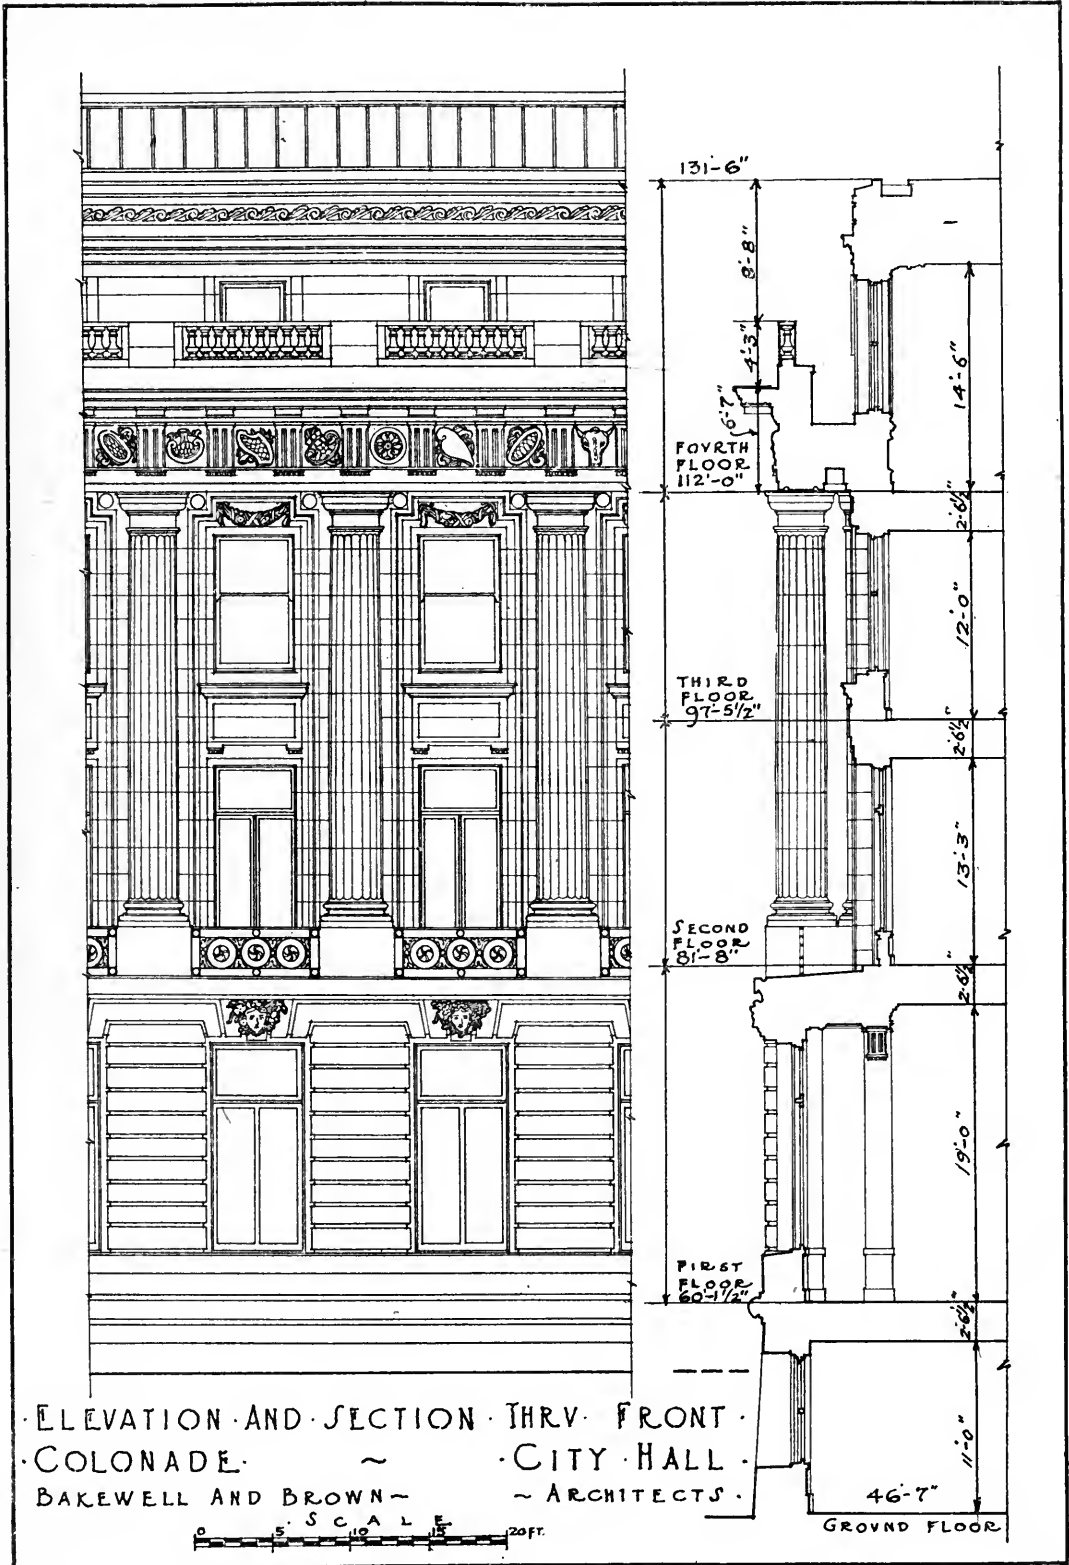 131'-6"
8'-8"
4'-3"
6'-7"
14'-6"
FOVRTH
FLOOR
112'-0"
2'-6½"
12'-0"
THIRD
FLOOR
97'-5½"
2'-6½"
13'-3"
SECOND
FLOOR
81'-8"
2'-6½"
19'-0"
FIRST
FLOOR
60'-1½"
2'-6½"
11'-0"
46'-7"
GROVND FLOOR
·ELEVATION·AND·SECTION·THRV·FRONT·
·COLONADE· ~ ·CITY·HALL·
BAKEWELL AND BROWN~ ~ARCHITECTS·
·SCALE·
0 5 10 15 20 FT.